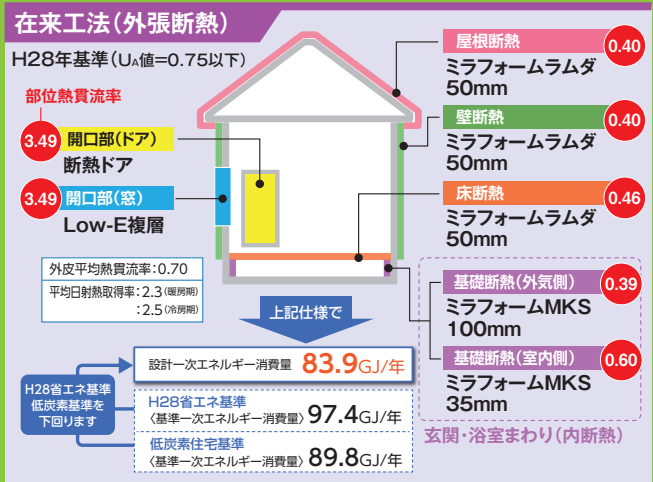 在来工法(外張断熱)
H28年基準(UA値=0.75以下)
部位熱貫流率
3.49 開口部(ドア)
断熱ドア
3.49 開口部(窓)
Low-E複層
屋根断熱 0.40
ミラフォームラムダ
50mm
壁断熱 0.40
ミラフォームラムダ
50mm
床断熱 0.46
ミラフォームラムダ
50mm
基礎断熱(外気側) 0.39
ミラフォームMKS
100mm
基礎断熱(室内側) 0.60
ミラフォームMKS
35mm
玄関・浴室まわり(内断熱)
外皮平均熱貫流率:0.70
平均日射熱取得率:2.3(暖房期)
:2.5(冷房期)
上記仕様で
設計一次エネルギー消費量 83.9GJ/年
H28省エネ基準
低炭素基準を
下回ります
H28省エネ基準
〈基準一次エネルギー消費量〉97.4GJ/年
低炭素住宅基準
〈基準一次エネルギー消費量〉89.8GJ/年